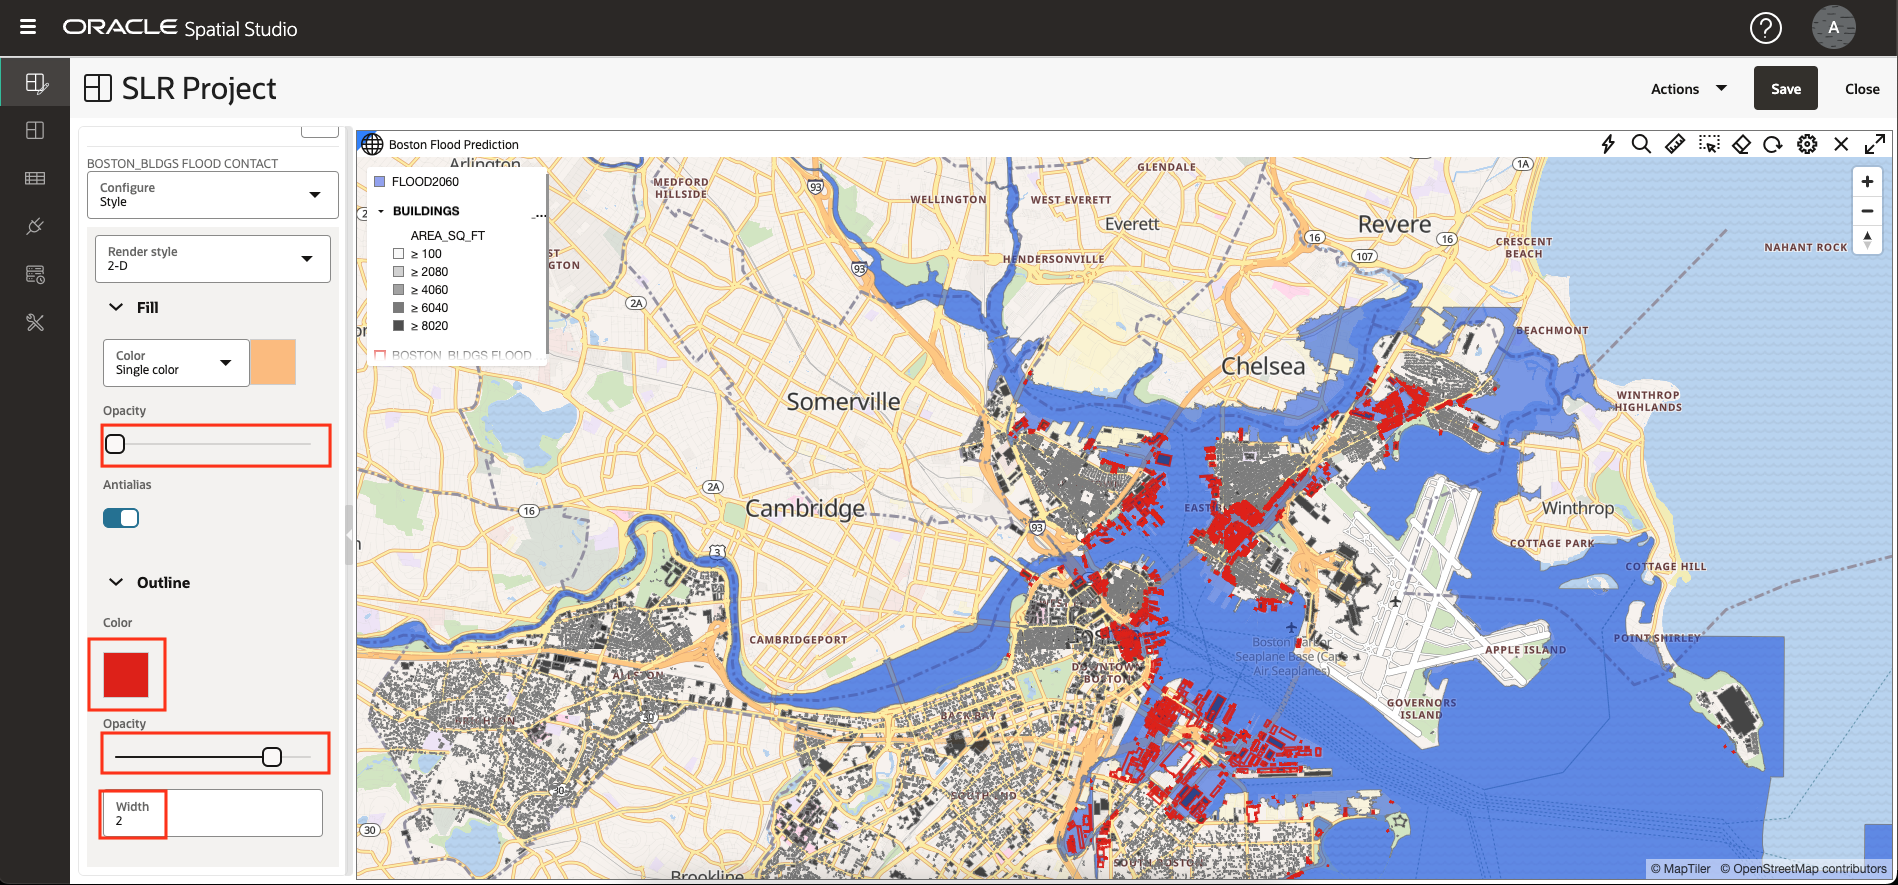 ORACLE Spatial Studio
A
SLR Project
Actions
Save
Close
BOSTON_BLDGS FLOOD CONTACT
Configure
Style
Render style
2-D
Fill
Color
Single color
Opacity
Antialias
Outline
Color
Opacity
Width
2
Boston Flood Prediction
FLOOD2060
BUILDINGS
...
AREA_SQ_FT
≥ 100
≥ 2080
≥ 4060
≥ 6040
≥ 8020
BOSTON_BLDGS FLOOD ...
Arlington
MEDFORD
HILLSIDE
93
WELLINGTON
WEST EVERETT
GLENDALE
1A
Everett
Revere
16
16
CRESCENT
BEACH
NAHANT ROCK
107
HENDERSONVILLE
93
2A
BEACHMONT
Chelsea
Somerville
WINTHROP
HIGHLANDS
2A
16
Cambridge
93
3
Winthrop
COTTAGE PARK
COTTAGE HILL
CAMBRIDGEPORT
POINT SHIRLEY
APPLE ISLAND
Boston Harbor
Seaplane Base (Cape
Air Seaplanes)
ALLSTON
DOWNTOWN
BOSTON
GOVERNORS
ISLAND
BRIGHTON
30
BACK BAY
30
SOUTH END
30
SOUTH BOSTON
Brookline
© MapTiler © OpenStreetMap contributors